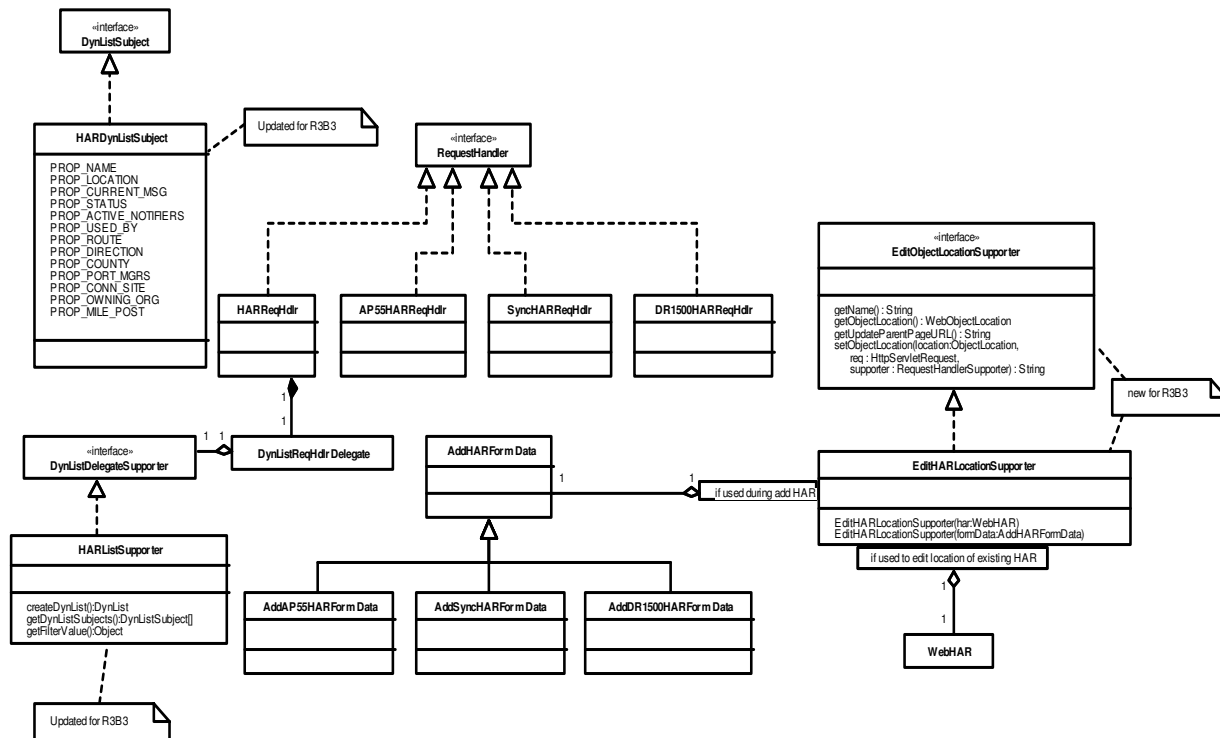 «interface»
DynListSubject
HARDynListSubject
PROP_NAME
PROP_LOCATION
PROP_CURRENT_MSG
PROP_STATUS
PROP_ACTIVE_NOTIFIERS
PROP_USED_BY
PROP_ROUTE
PROP_DIRECTION
PROP_COUNTY
PROP_PORT_MGRS
PROP_CONN_SITE
PROP_OWNING_ORG
PROP_MILE_POST
Updated for R3B3
«interface»
RequestHandler
HARReqHdlr
AP55HARReqHdlr
SyncHARReqHdlr
DR1500HARReqHdlr
«interface»
EditObjectLocationSupporter
getName() : String
getObjectLocation() : WebObjectLocation
getUpdateParentPageURL() : String
setObjectLocation(location:ObjectLocation,
req : HttpServletRequest,
supporter : RequestHandlerSupporter) : String
new for R3B3
1
1
«interface»
DynListDelegateSupporter
1
1
DynListReqHdlrDelegate
AddHARFormData
1
1
if used during add HAR
EditHARLocationSupporter
EditHARLocationSupporter(har:WebHAR)
EditHARLocationSupporter(formData:AddHARFormData)
if used to edit location of existing HAR
1
1
WebHAR
HARListSupporter
createDynList():DynList
getDynListSubjects():DynListSubject[]
getFilterValue():Object
AddAP55HARFormData
AddSyncHARFormData
AddDR1500HARFormData
Updated for R3B3